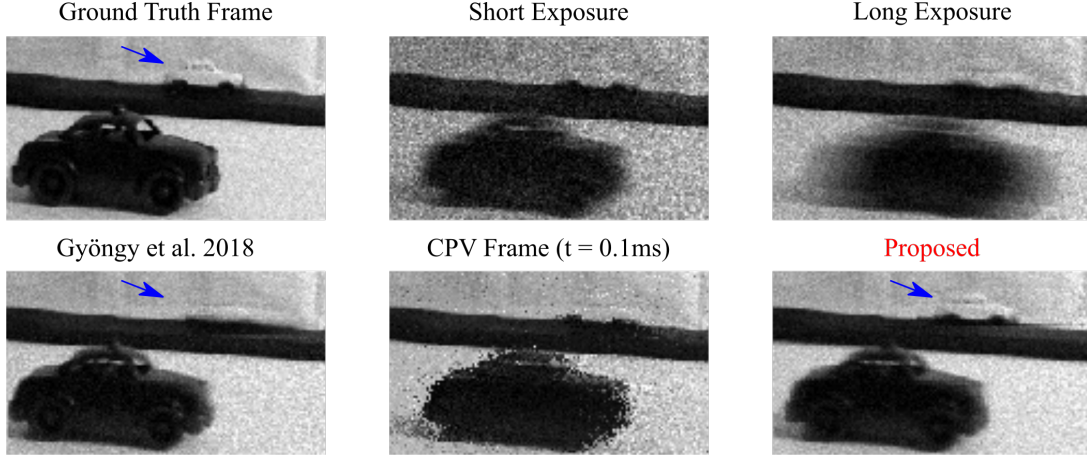 Ground Truth Frame
Short Exposure
Long Exposure
Gyöngy et al. 2018
CPV Frame (t = 0.1ms)
Proposed